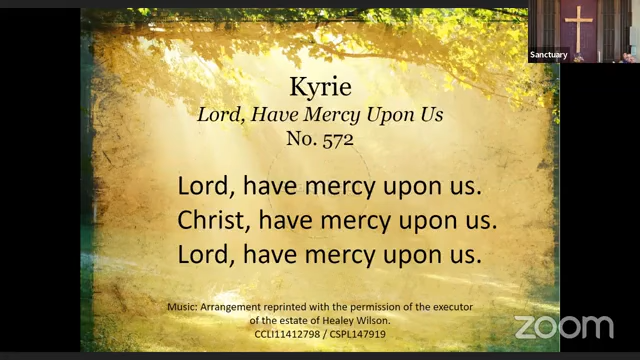 Sanctuary
Kyrie
Lord, Have Mercy Upon Us
No. 572
Lord, have mercy upon us.
Christ, have mercy upon us.
Lord, have mercy upon us.
Music: Arrangement reprinted with the permission of the executor
of the estate of Healey Wilson.
CCLI11412798 / CSPL147919
zoom